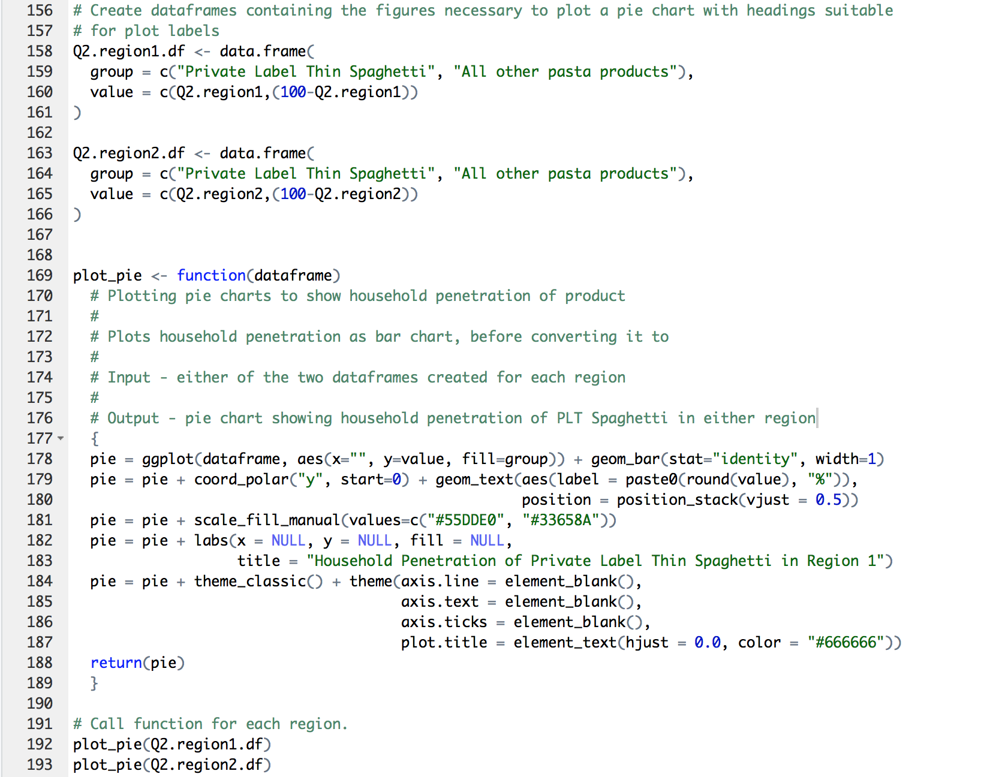 156 # Create dataframes containing the figures necessary to plot a pie chart with headings suitable
157 # for plot labels
158 Q2.region1.df <- data.frame(
159   group = c("Private Label Thin Spaghetti", "All other pasta products"),
160   value = c(Q2.region1,(100-Q2.region1))
161 )
162
163 Q2.region2.df <- data.frame(
164   group = c("Private Label Thin Spaghetti", "All other pasta products"),
165   value = c(Q2.region2,(100-Q2.region2))
166 )
167
168
169 plot_pie <- function(dataframe)
170   # Plotting pie charts to show household penetration of product
171   #
172   # Plots household penetration as bar chart, before converting it to
173   #
174   # Input - either of the two dataframes created for each region
175   #
176   # Output - pie chart showing household penetration of PLT Spaghetti in either region
177   {
178   pie = ggplot(dataframe, aes(x="", y=value, fill=group)) + geom_bar(stat="identity", width=1)
179   pie = pie + coord_polar("y", start=0) + geom_text(aes(label = paste0(round(value), "%")),
180                                                     position = position_stack(vjust = 0.5))
181   pie = pie + scale_fill_manual(values=c("#55DDE0", "#33658A"))
182   pie = pie + labs(x = NULL, y = NULL, fill = NULL,
183                    title = "Household Penetration of Private Label Thin Spaghetti in Region 1")
184   pie = pie + theme_classic() + theme(axis.line = element_blank(),
185                                       axis.text = element_blank(),
186                                       axis.ticks = element_blank(),
187                                       plot.title = element_text(hjust = 0.0, color = "#666666"))
188   return(pie)
189   }
190
191 # Call function for each region.
192 plot_pie(Q2.region1.df)
193 plot_pie(Q2.region2.df)